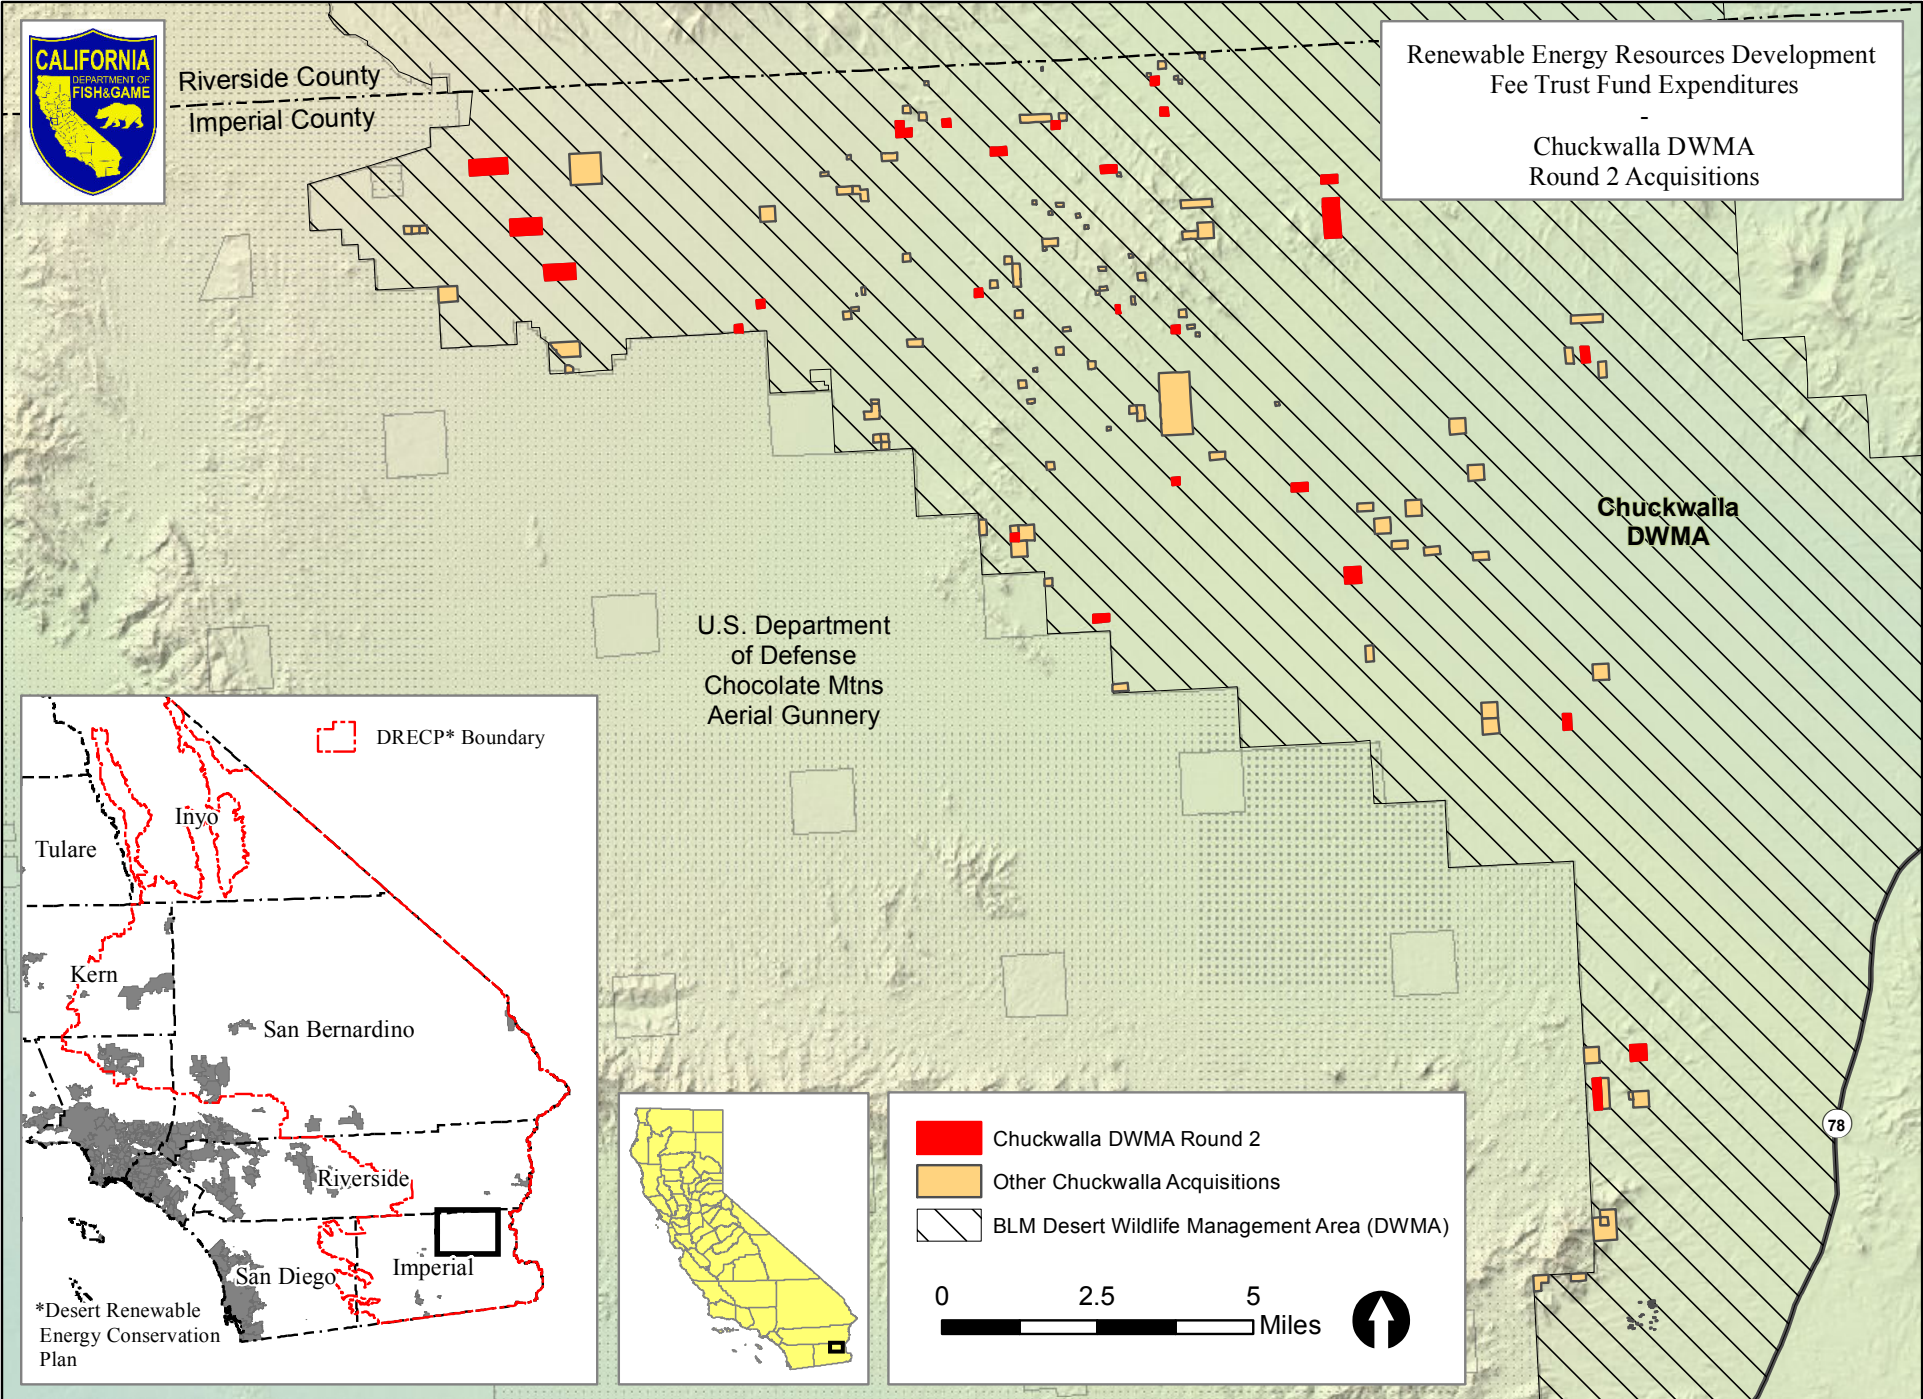 CALIFORNIA
DEPARTMENT OF
FISH&GAME
Riverside County
Imperial County
Renewable Energy Resources Development
Fee Trust Fund Expenditures
-
Chuckwalla DWMA
Round 2 Acquisitions
Chuckwalla
DWMA
U.S. Department
of Defense
Chocolate Mtns
Aerial Gunnery
78
DRECP* Boundary
Inyo
Tulare
Kern
San Bernardino
Riverside
San Diego
Imperial
*Desert Renewable
Energy Conservation
Plan
Chuckwalla DWMA Round 2
Other Chuckwalla Acquisitions
BLM Desert Wildlife Management Area (DWMA)
0 2.5 5
Miles